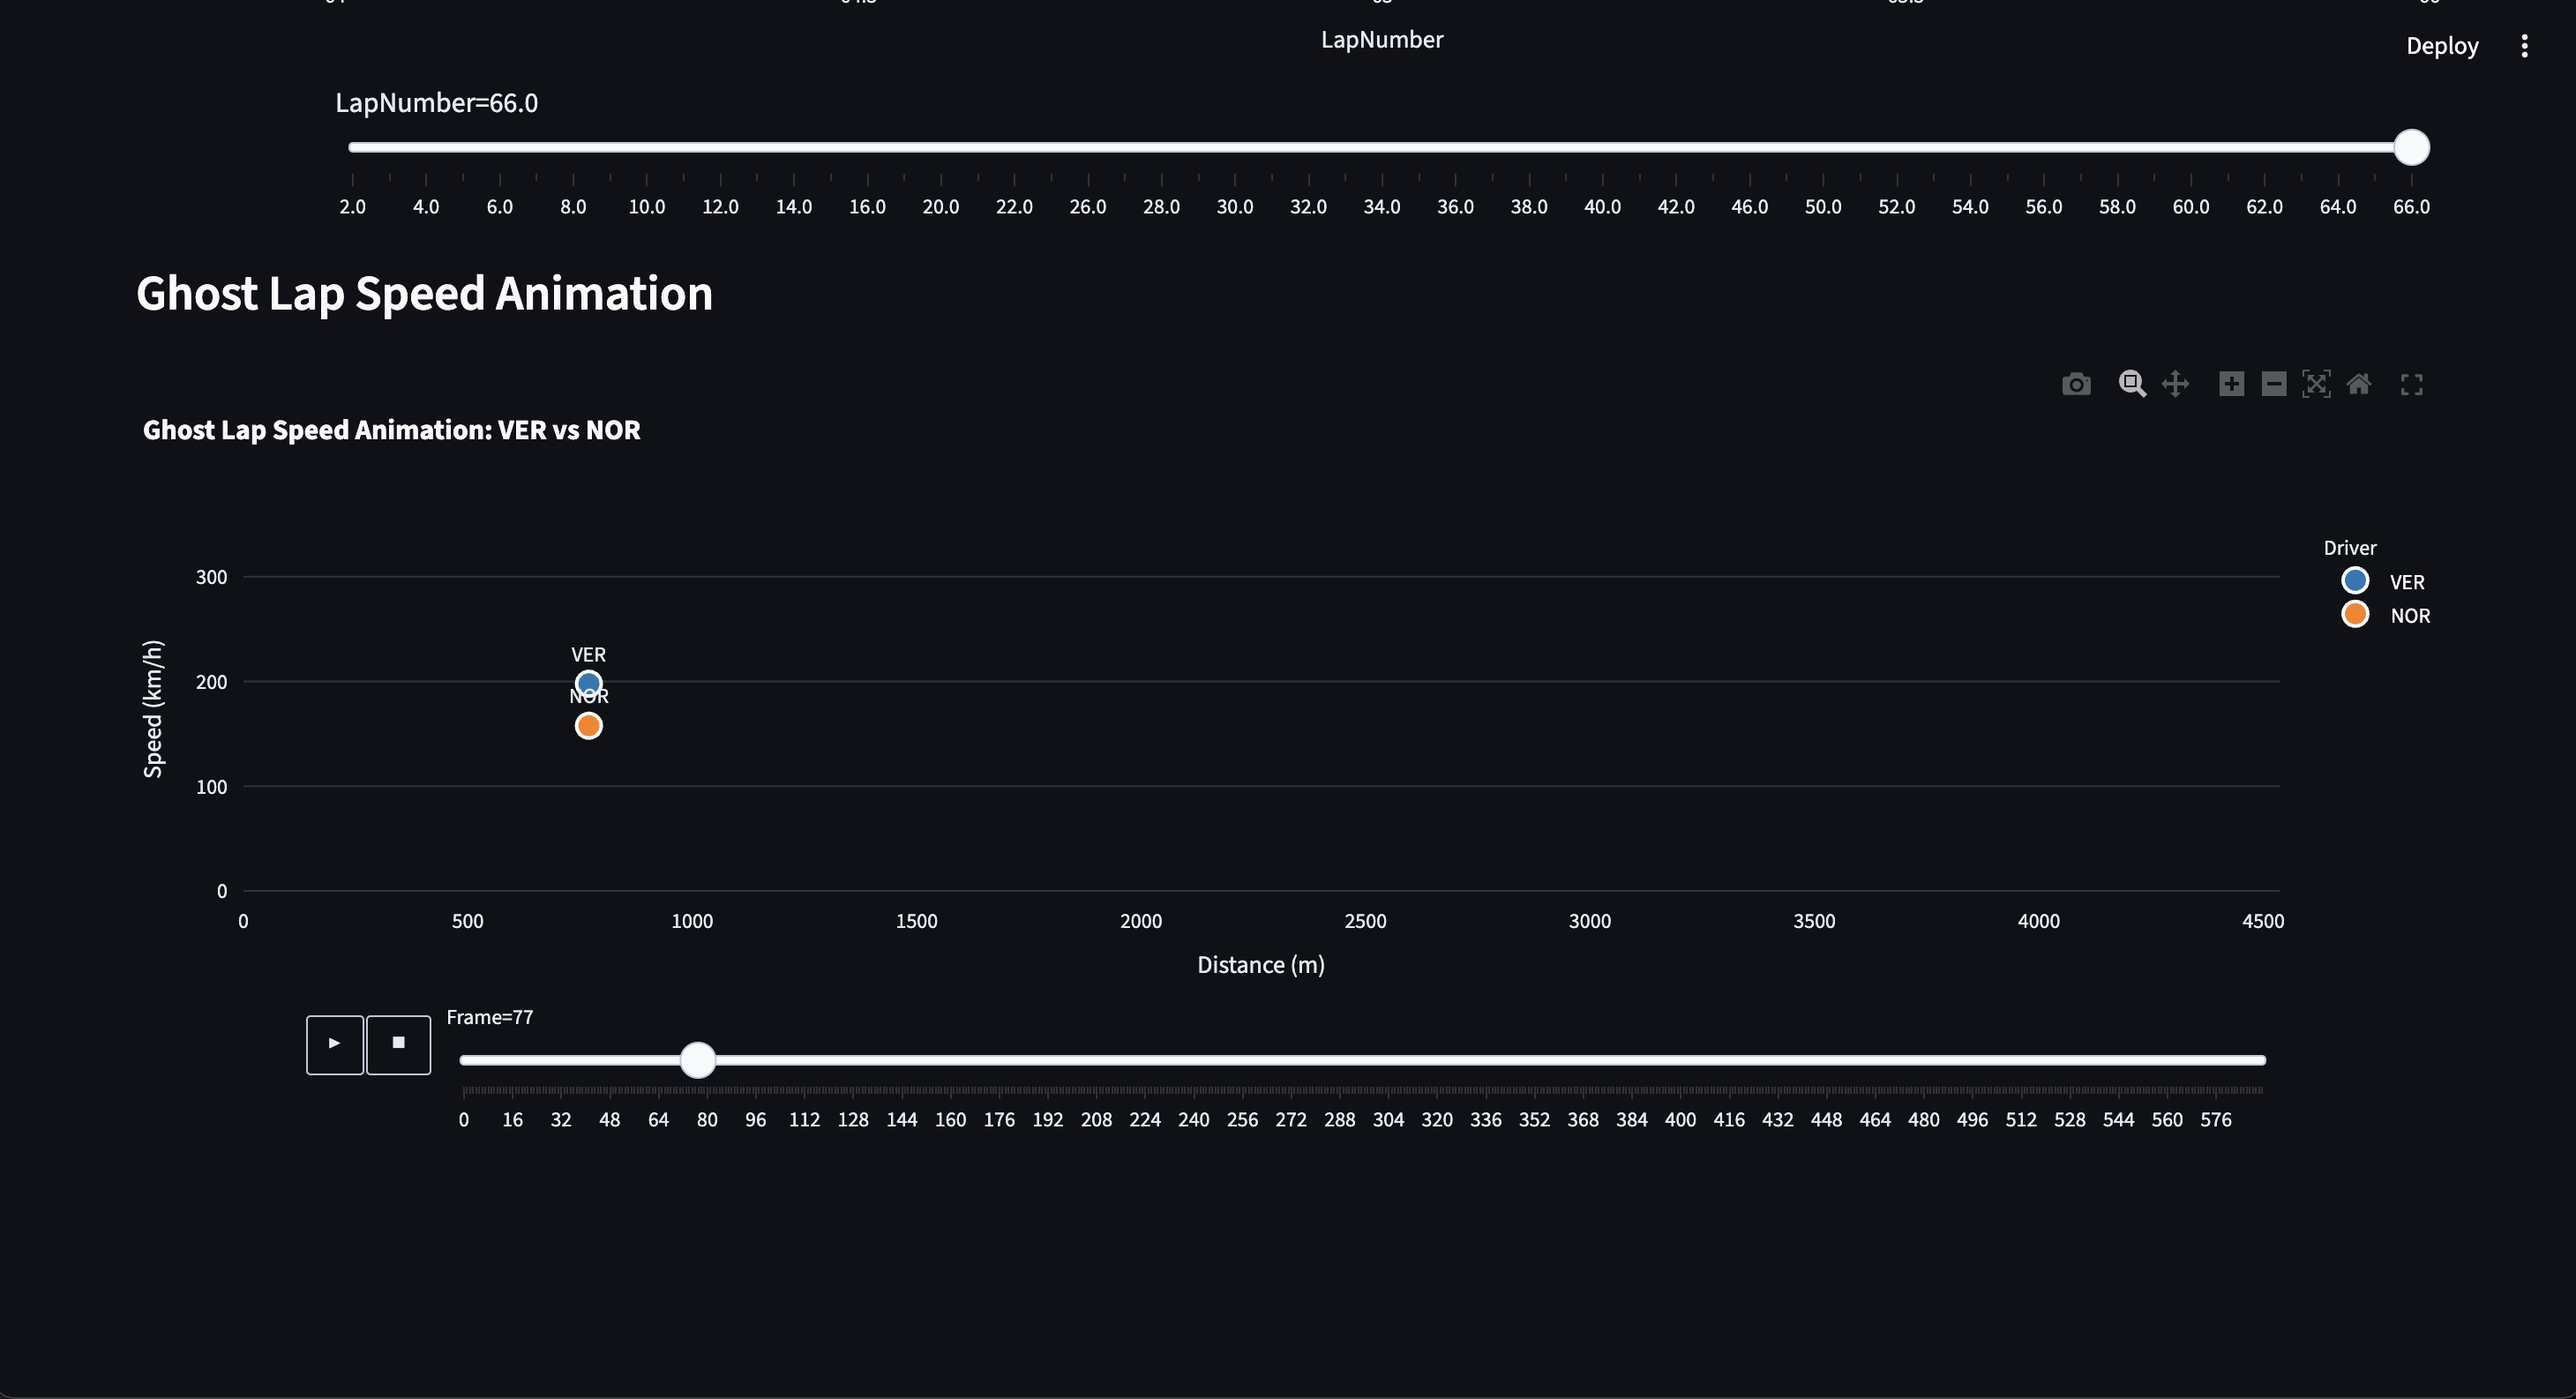 LapNumber
Deploy
LapNumber=66.0
2.0 4.0 6.0 8.0 10.0 12.0 14.0 16.0 20.0 22.0 26.0 28.0 30.0 32.0 34.0 36.0 38.0 40.0 42.0 46.0 50.0 52.0 54.0 56.0 58.0 60.0 62.0 64.0 66.0
Ghost Lap Speed Animation
Ghost Lap Speed Animation: VER vs NOR
Driver
VER
NOR
300
200
100
0
Speed (km/h)
VER
NOR
0 500 1000 1500 2000 2500 3000 3500 4000 4500
Distance (m)
Frame=77
0 16 32 48 64 80 96 112 128 144 160 176 192 208 224 240 256 272 288 304 320 336 352 368 384 400 416 432 448 464 480 496 512 528 544 560 576